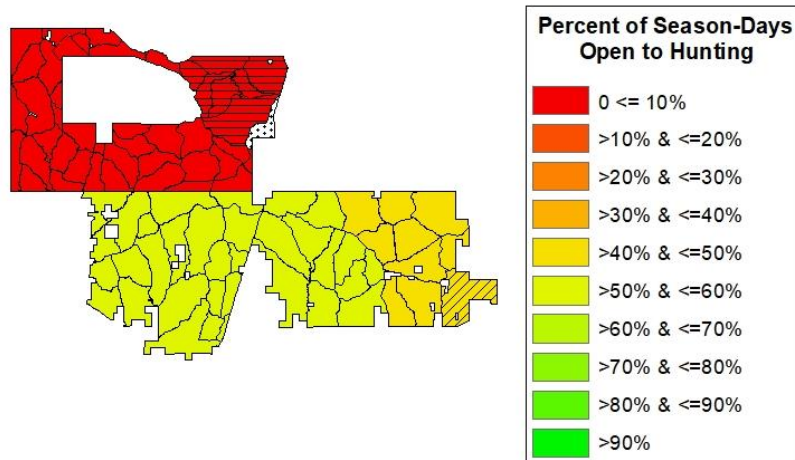 Percent of Season-Days
Open to Hunting
0 <= 10%
>10% & <=20%
>20% & <=30%
>30% & <=40%
>40% & <=50%
>50% & <=60%
>60% & <=70%
>70% & <=80%
>80% & <=90%
>90%